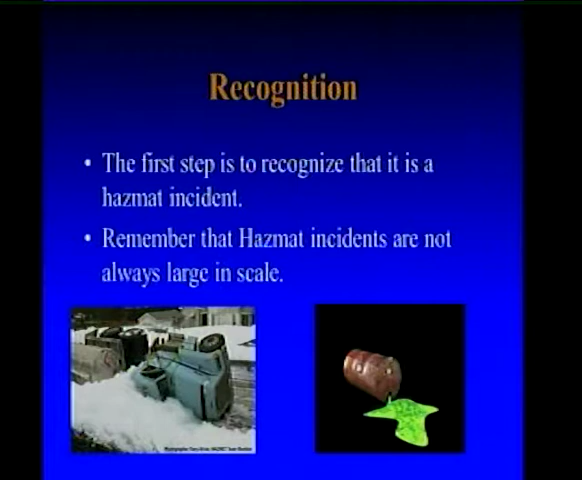 Recognition
• The first step is to recognize that it is a
hazmat incident.
• Remember that Hazmat incidents are not
always large in scale.